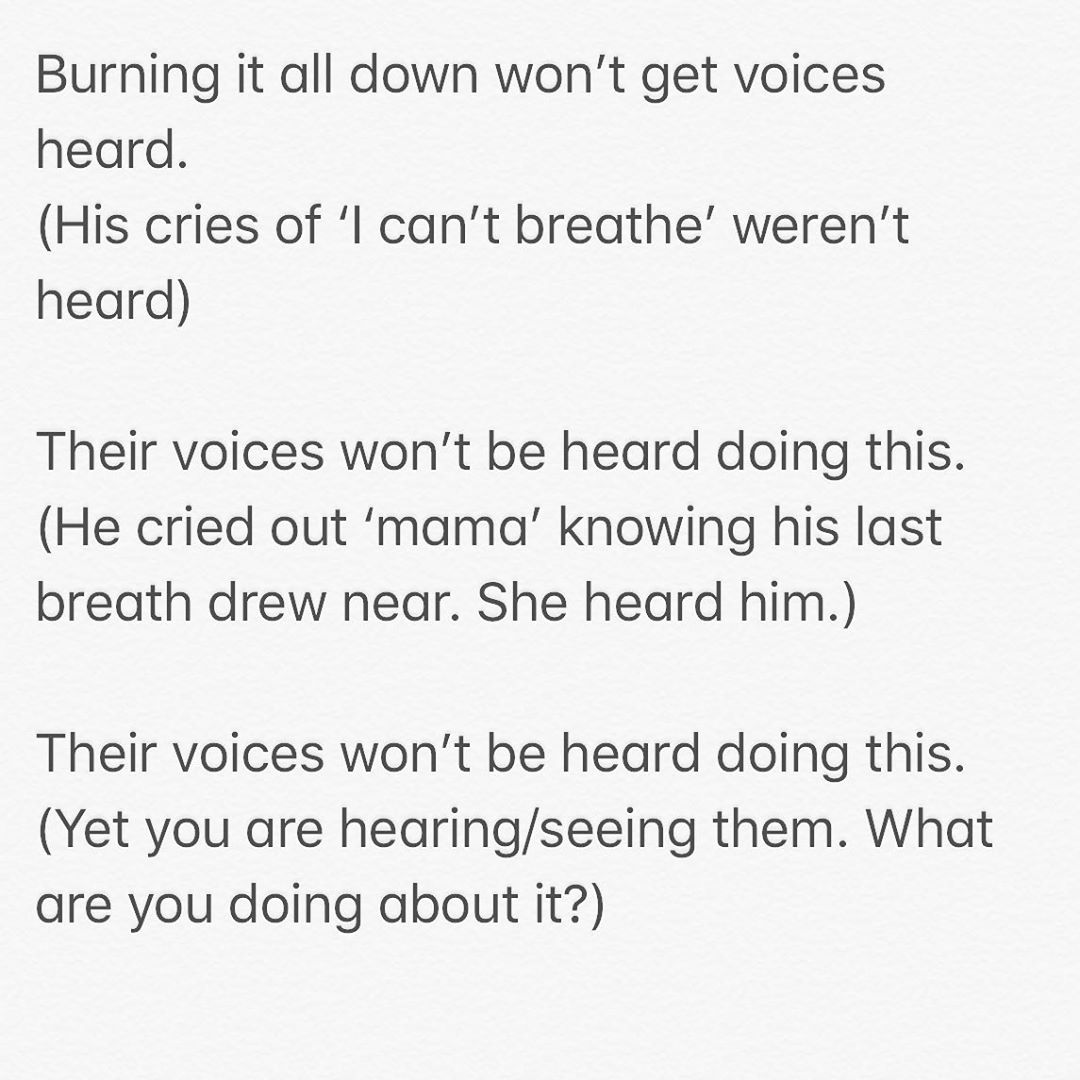 Burning it all down won’t get voices
heard.
(His cries of ‘I can’t breathe’ weren’t
heard)
Their voices won’t be heard doing this.
(He cried out ‘mama’ knowing his last
breath drew near. She heard him.)
Their voices won’t be heard doing this.
(Yet you are hearing/seeing them. What
are you doing about it?)